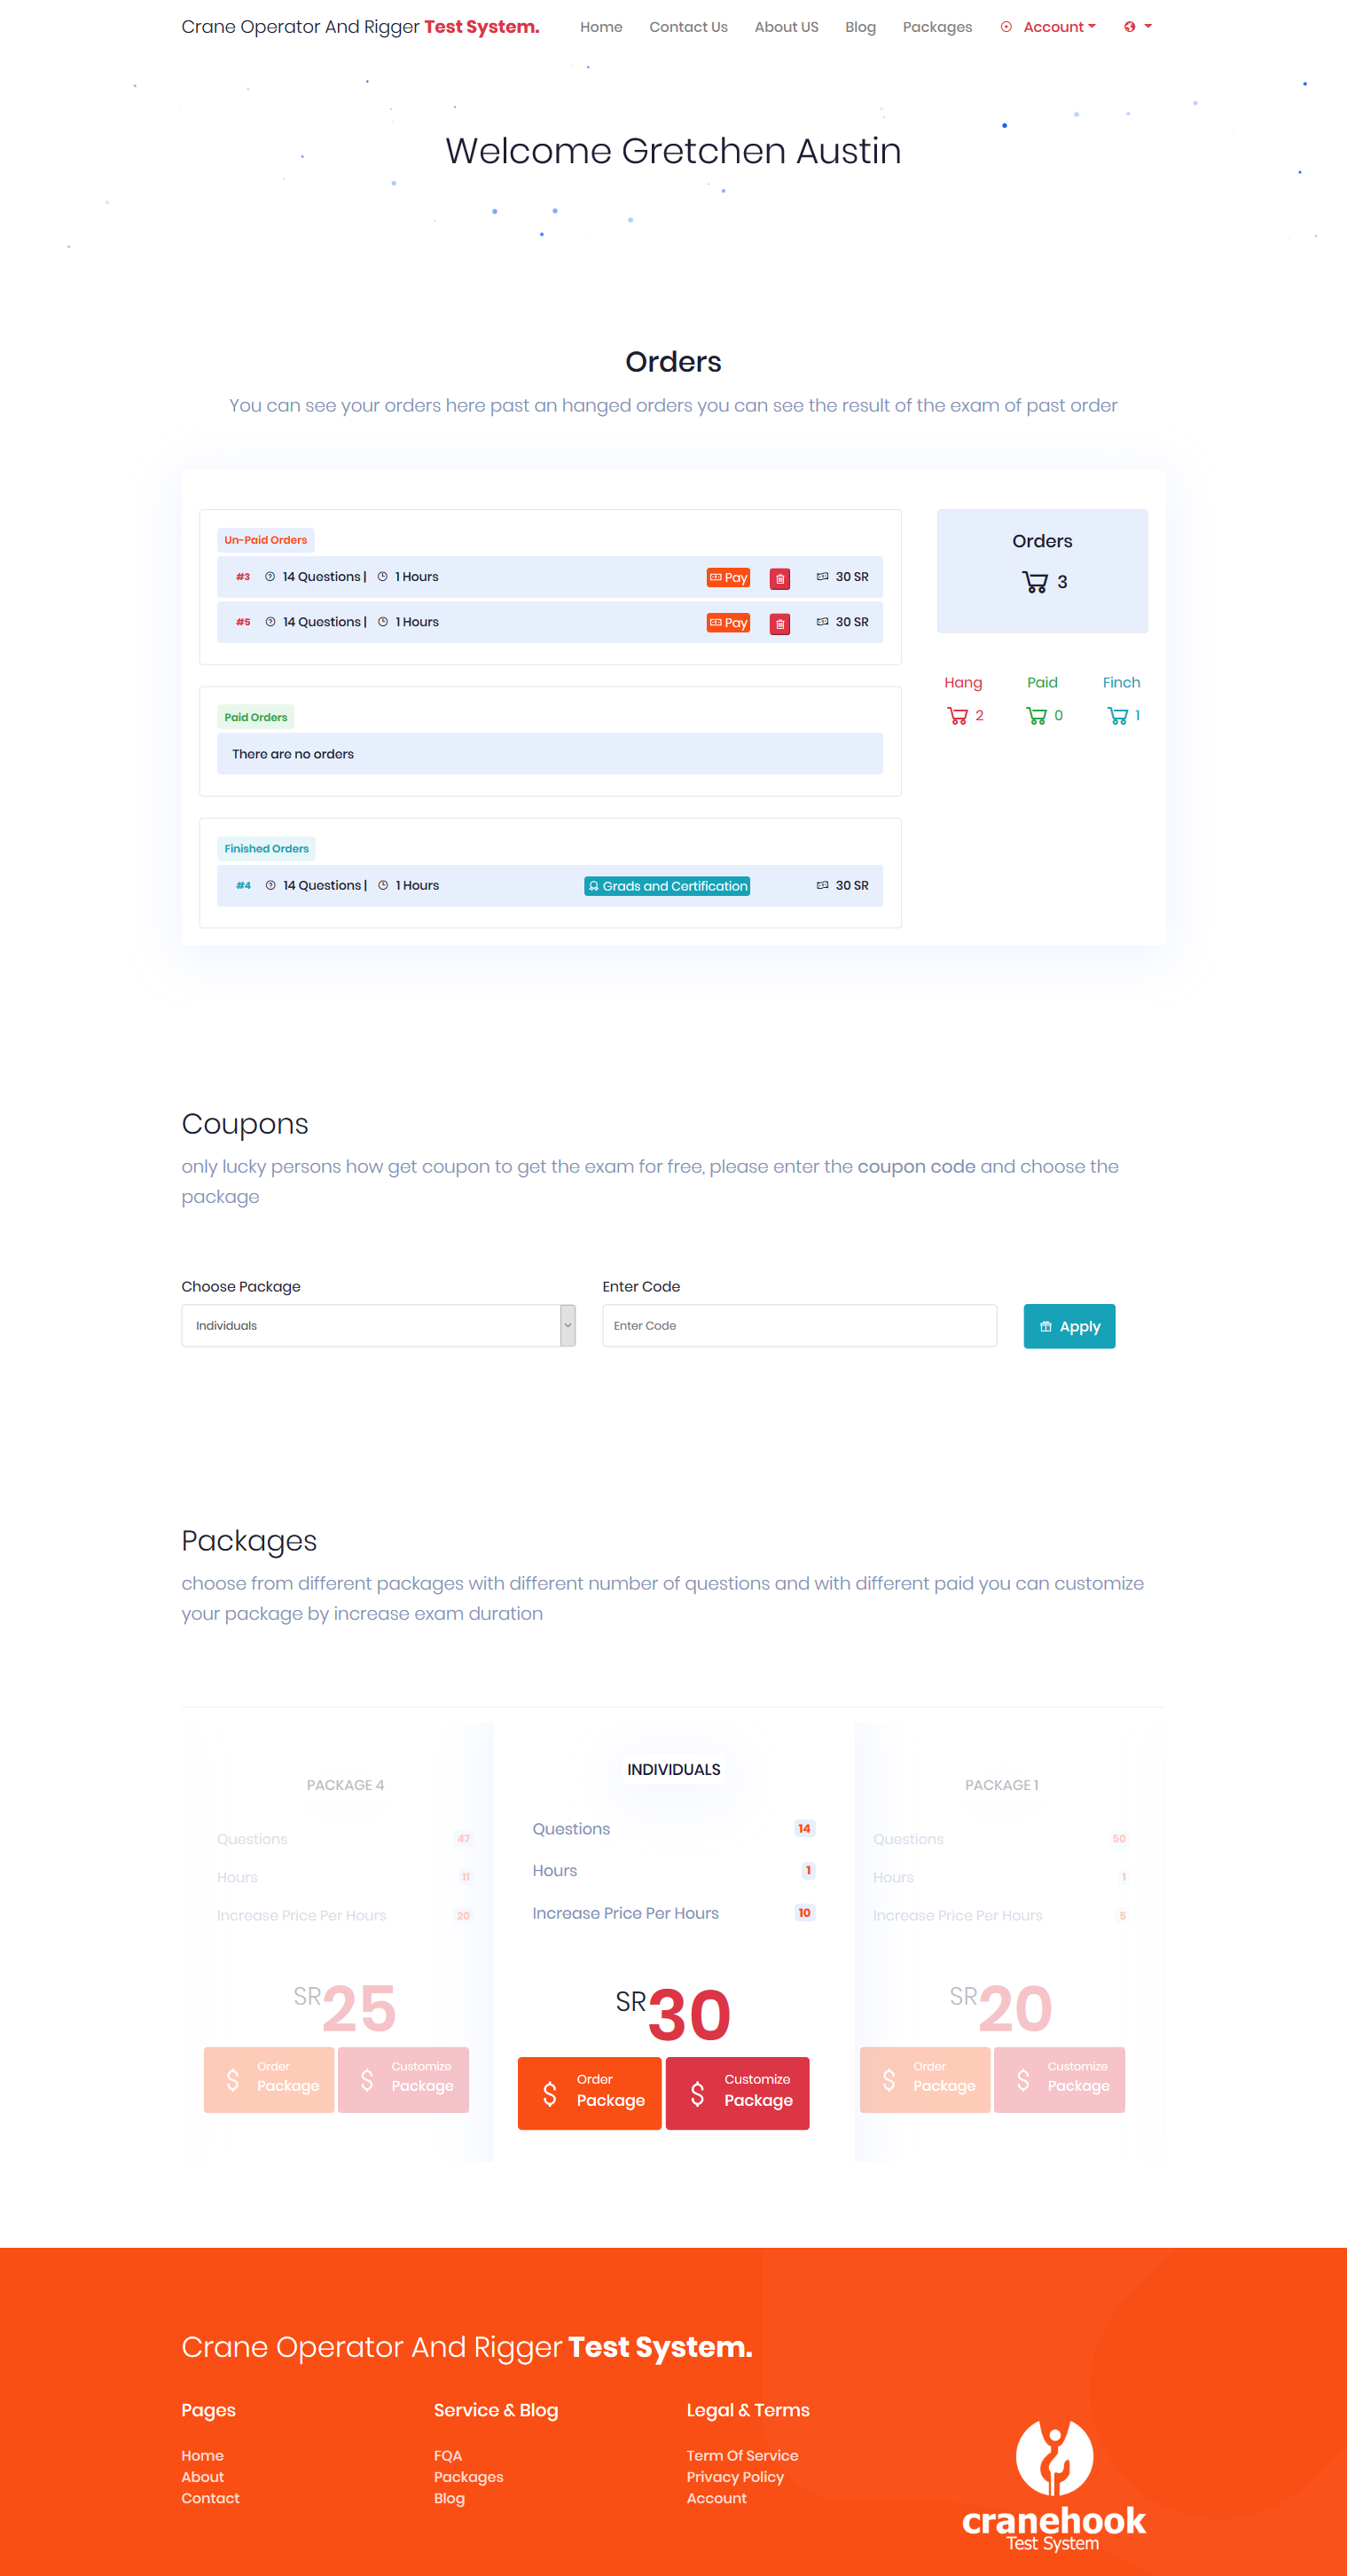 Crane Operator And Rigger Test System.
Home
Contact Us
About US
Blog
Packages
Account
Welcome Gretchen Austin
Orders
You can see your orders here past an hanged orders you can see the result of the exam of past order
Un-Paid Orders
#3 14 Questions | 1 Hours Pay 30 SR
#5 14 Questions | 1 Hours Pay 30 SR
Paid Orders
There are no orders
Finished Orders
#4 14 Questions | 1 Hours Grads and Certification 30 SR
Orders
3
Hang Paid Finch
2 0 1
Coupons
only lucky persons how get coupon to get the exam for free, please enter the coupon code and choose the
package
Choose Package
Individuals
Enter Code
Enter Code
Apply
Packages
choose from different packages with different number of questions and with different paid you can customize
your package by increase exam duration
PACKAGE 4
Questions 47
Hours 11
Increase Price Per Hours 20
SR25
Order
Package
Customize
Package
INDIVIDUALS
Questions 14
Hours 1
Increase Price Per Hours 10
SR30
Order
Package
Customize
Package
PACKAGE 1
Questions 50
Hours 1
Increase Price Per Hours 5
SR20
Order
Package
Customize
Package
Crane Operator And Rigger Test System.
Pages
Home
About
Contact
Service & Blog
FQA
Packages
Blog
Legal & Terms
Term Of Service
Privacy Policy
Account
cranehook
Test System